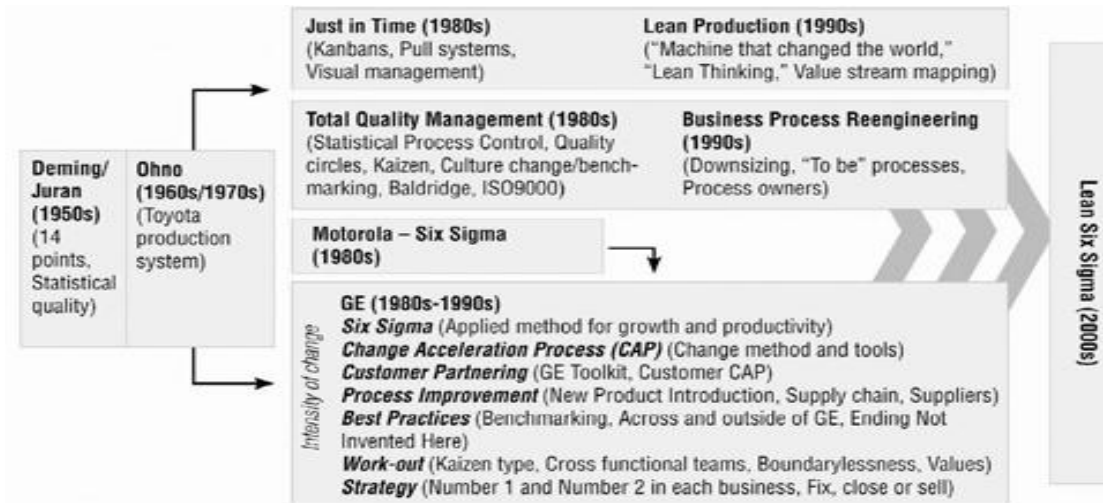 Just in Time (1980s)
(Kanbans, Pull systems,
Visual management)
Lean Production (1990s)
("Machine that changed the world,"
"Lean Thinking," Value stream mapping)
Total Quality Management (1980s)
(Statistical Process Control, Quality
circles, Kaizen, Culture change/bench-
marking, Baldridge, ISO9000)
Business Process Reengineering
(1990s)
(Downsizing, "To be" processes,
Process owners)
Deming/
Juran
(1950s)
(14
points,
Statistical
quality)
Ohno
(1960s/1970s)
(Toyota
production
system)
Motorola – Six Sigma
(1980s)
Intensity of change
GE (1980s-1990s)
Six Sigma (Applied method for growth and productivity)
Change Acceleration Process (CAP) (Change method and tools)
Customer Partnering (GE Toolkit, Customer CAP)
Process Improvement (New Product Introduction, Supply chain, Suppliers)
Best Practices (Benchmarking, Across and outside of GE, Ending Not
Invented Here)
Work-out (Kaizen type, Cross functional teams, Boundarylessness, Values)
Strategy (Number 1 and Number 2 in each business, Fix, close or sell)
Lean Six Sigma (2000s)